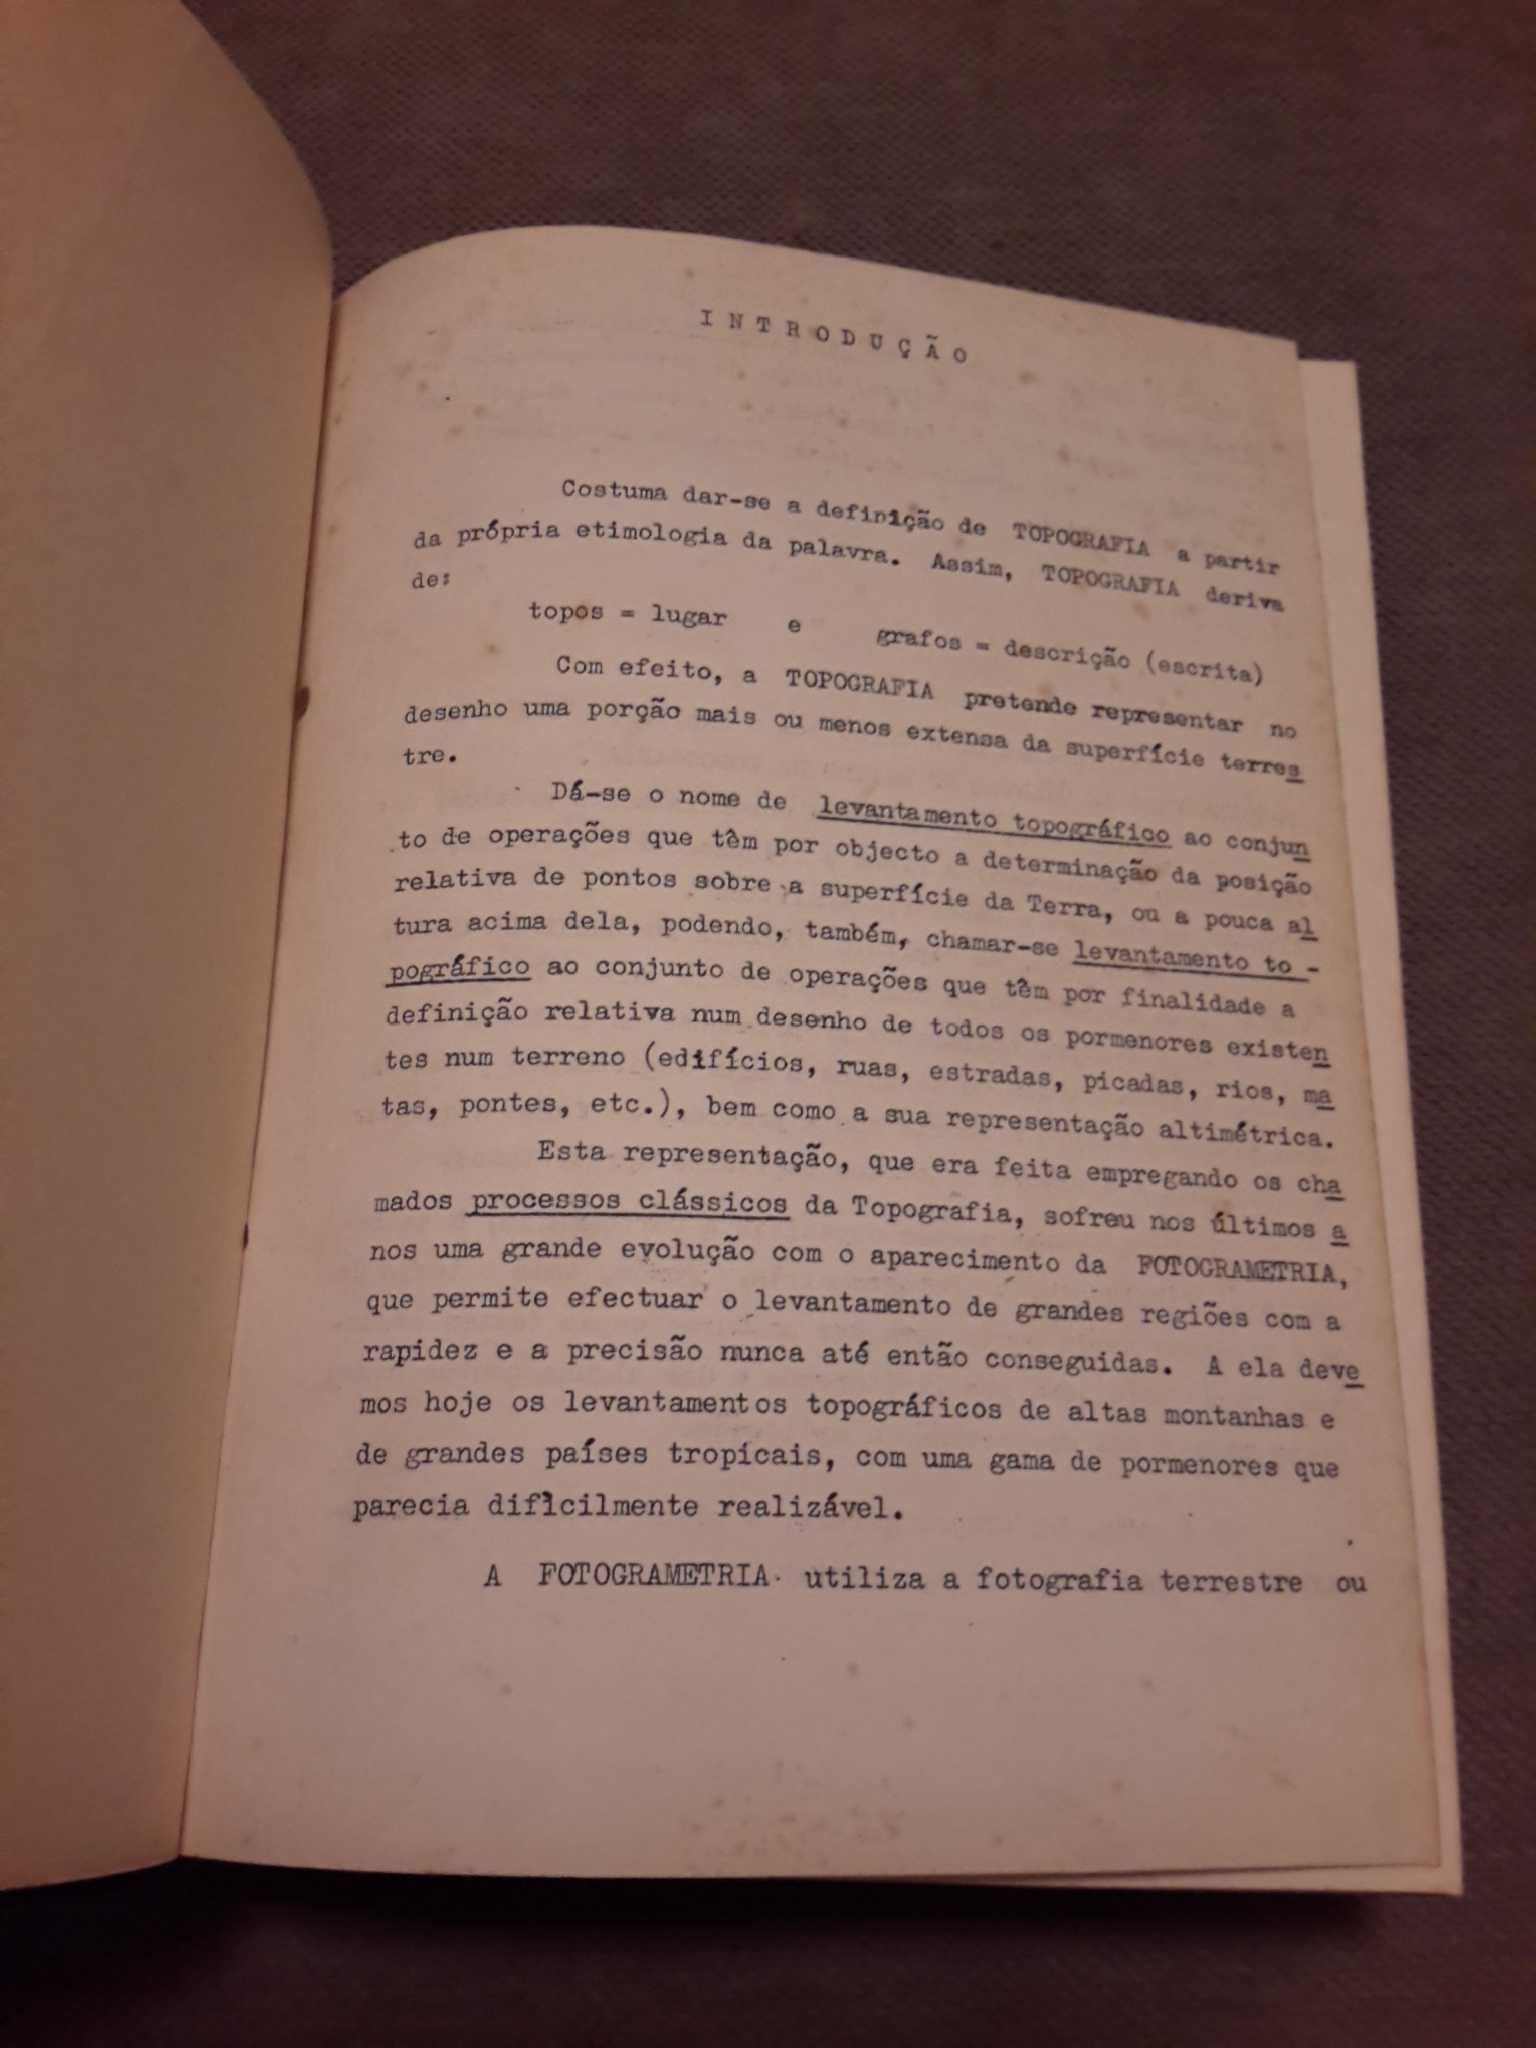 INTRODUÇÃO
Costuma dar-se a definição de TOPOGRAFIA a partir
da própria etimologia da palavra. Assim, TOPOGRAFIA deriva
de:
topos = lugar e grafos = descrição (escrita)
Com efeito, a TOPOGRAFIA pretende representar no
desenho uma porção mais ou menos extensa da superfície terres
tre.
Dá-se o nome de levantamento topográfico ao conjun
to de operações que têm por objecto a determinação da posição
relativa de pontos sobre a superfície da Terra, ou a pouca al
tura acima dela, podendo, também, chamar-se levantamento to-
pográfico ao conjunto de operações que têm por finalidade a
definição relativa num desenho de todos os pormenores existen
tes num terreno (edifícios, ruas, estradas, picadas, rios, ma
tas, pontes, etc.), bem como a sua representação altimétrica.
Esta representação, que era feita empregando os cha
mados processos clássicos da Topografia, sofreu nos últimos a
nos uma grande evolução com o aparecimento da FOTOGRAMETRIA,
que permite efectuar o levantamento de grandes regiões com a
rapidez e a precisão nunca até então conseguidas. A ela deve
mos hoje os levantamentos topográficos de altas montanhas e
de grandes países tropicais, com uma gama de pormenores que
parecia dificilmente realizável.
A FOTOGRAMETRIA utiliza a fotografia terrestre ou